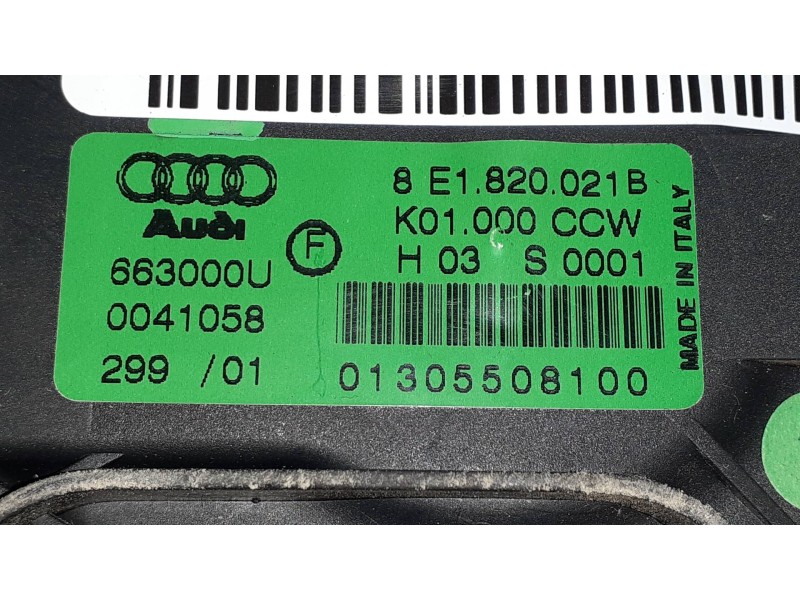 Audi
F
663000U
0041058
299 /01
8 E1.820.021B
K01.000 CCW
H 03 S 0001
01305508100
MADE IN ITALY